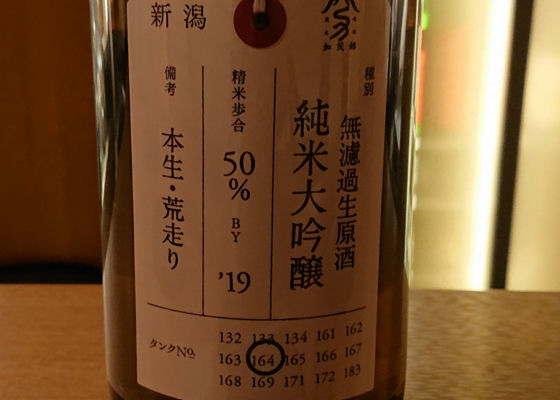 新潟
加茂錦
種別
無濾過生原酒
純米大吟醸
精米歩合
50%
BY
'19
備考
本生・荒走り
タンクNo.
132 133 134 161 162
163 164 165 166 167
168 169 171 172 183